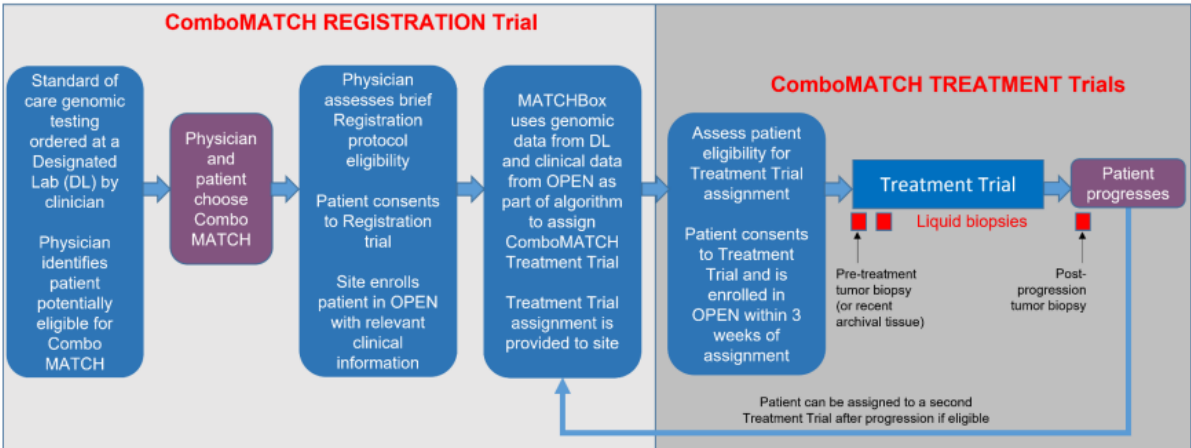 ComboMATCH REGISTRATION Trial
Standard of
care genomic
testing
ordered at a
Designated
Lab (DL) by
clinician
Physician
identifies
patient
potentially
eligible for
Combo
MATCH
Physician
and
patient
choose
Combo
MATCH
Physician
assesses brief
Registration
protocol
eligibility
Patient consents
to Registration
trial
Site enrolls
patient in OPEN
with relevant
clinical
information
MATCHBox
uses genomic
data from DL
and clinical data
from OPEN as
part of algorithm
to assign
ComboMATCH
Treatment Trial
Treatment Trial
assignment is
provided to site
ComboMATCH TREATMENT Trials
Assess patient
eligibility for
Treatment Trial
assignment
Patient consents
to Treatment
Trial and is
enrolled in
OPEN within 3
weeks of
assignment
Treatment Trial
Liquid biopsies
Pre-treatment
tumor biopsy
(or recent
archival tissue)
Patient
progresses
Post-
progression
tumor biopsy
Patient can be assigned to a second
Treatment Trial after progression if eligible